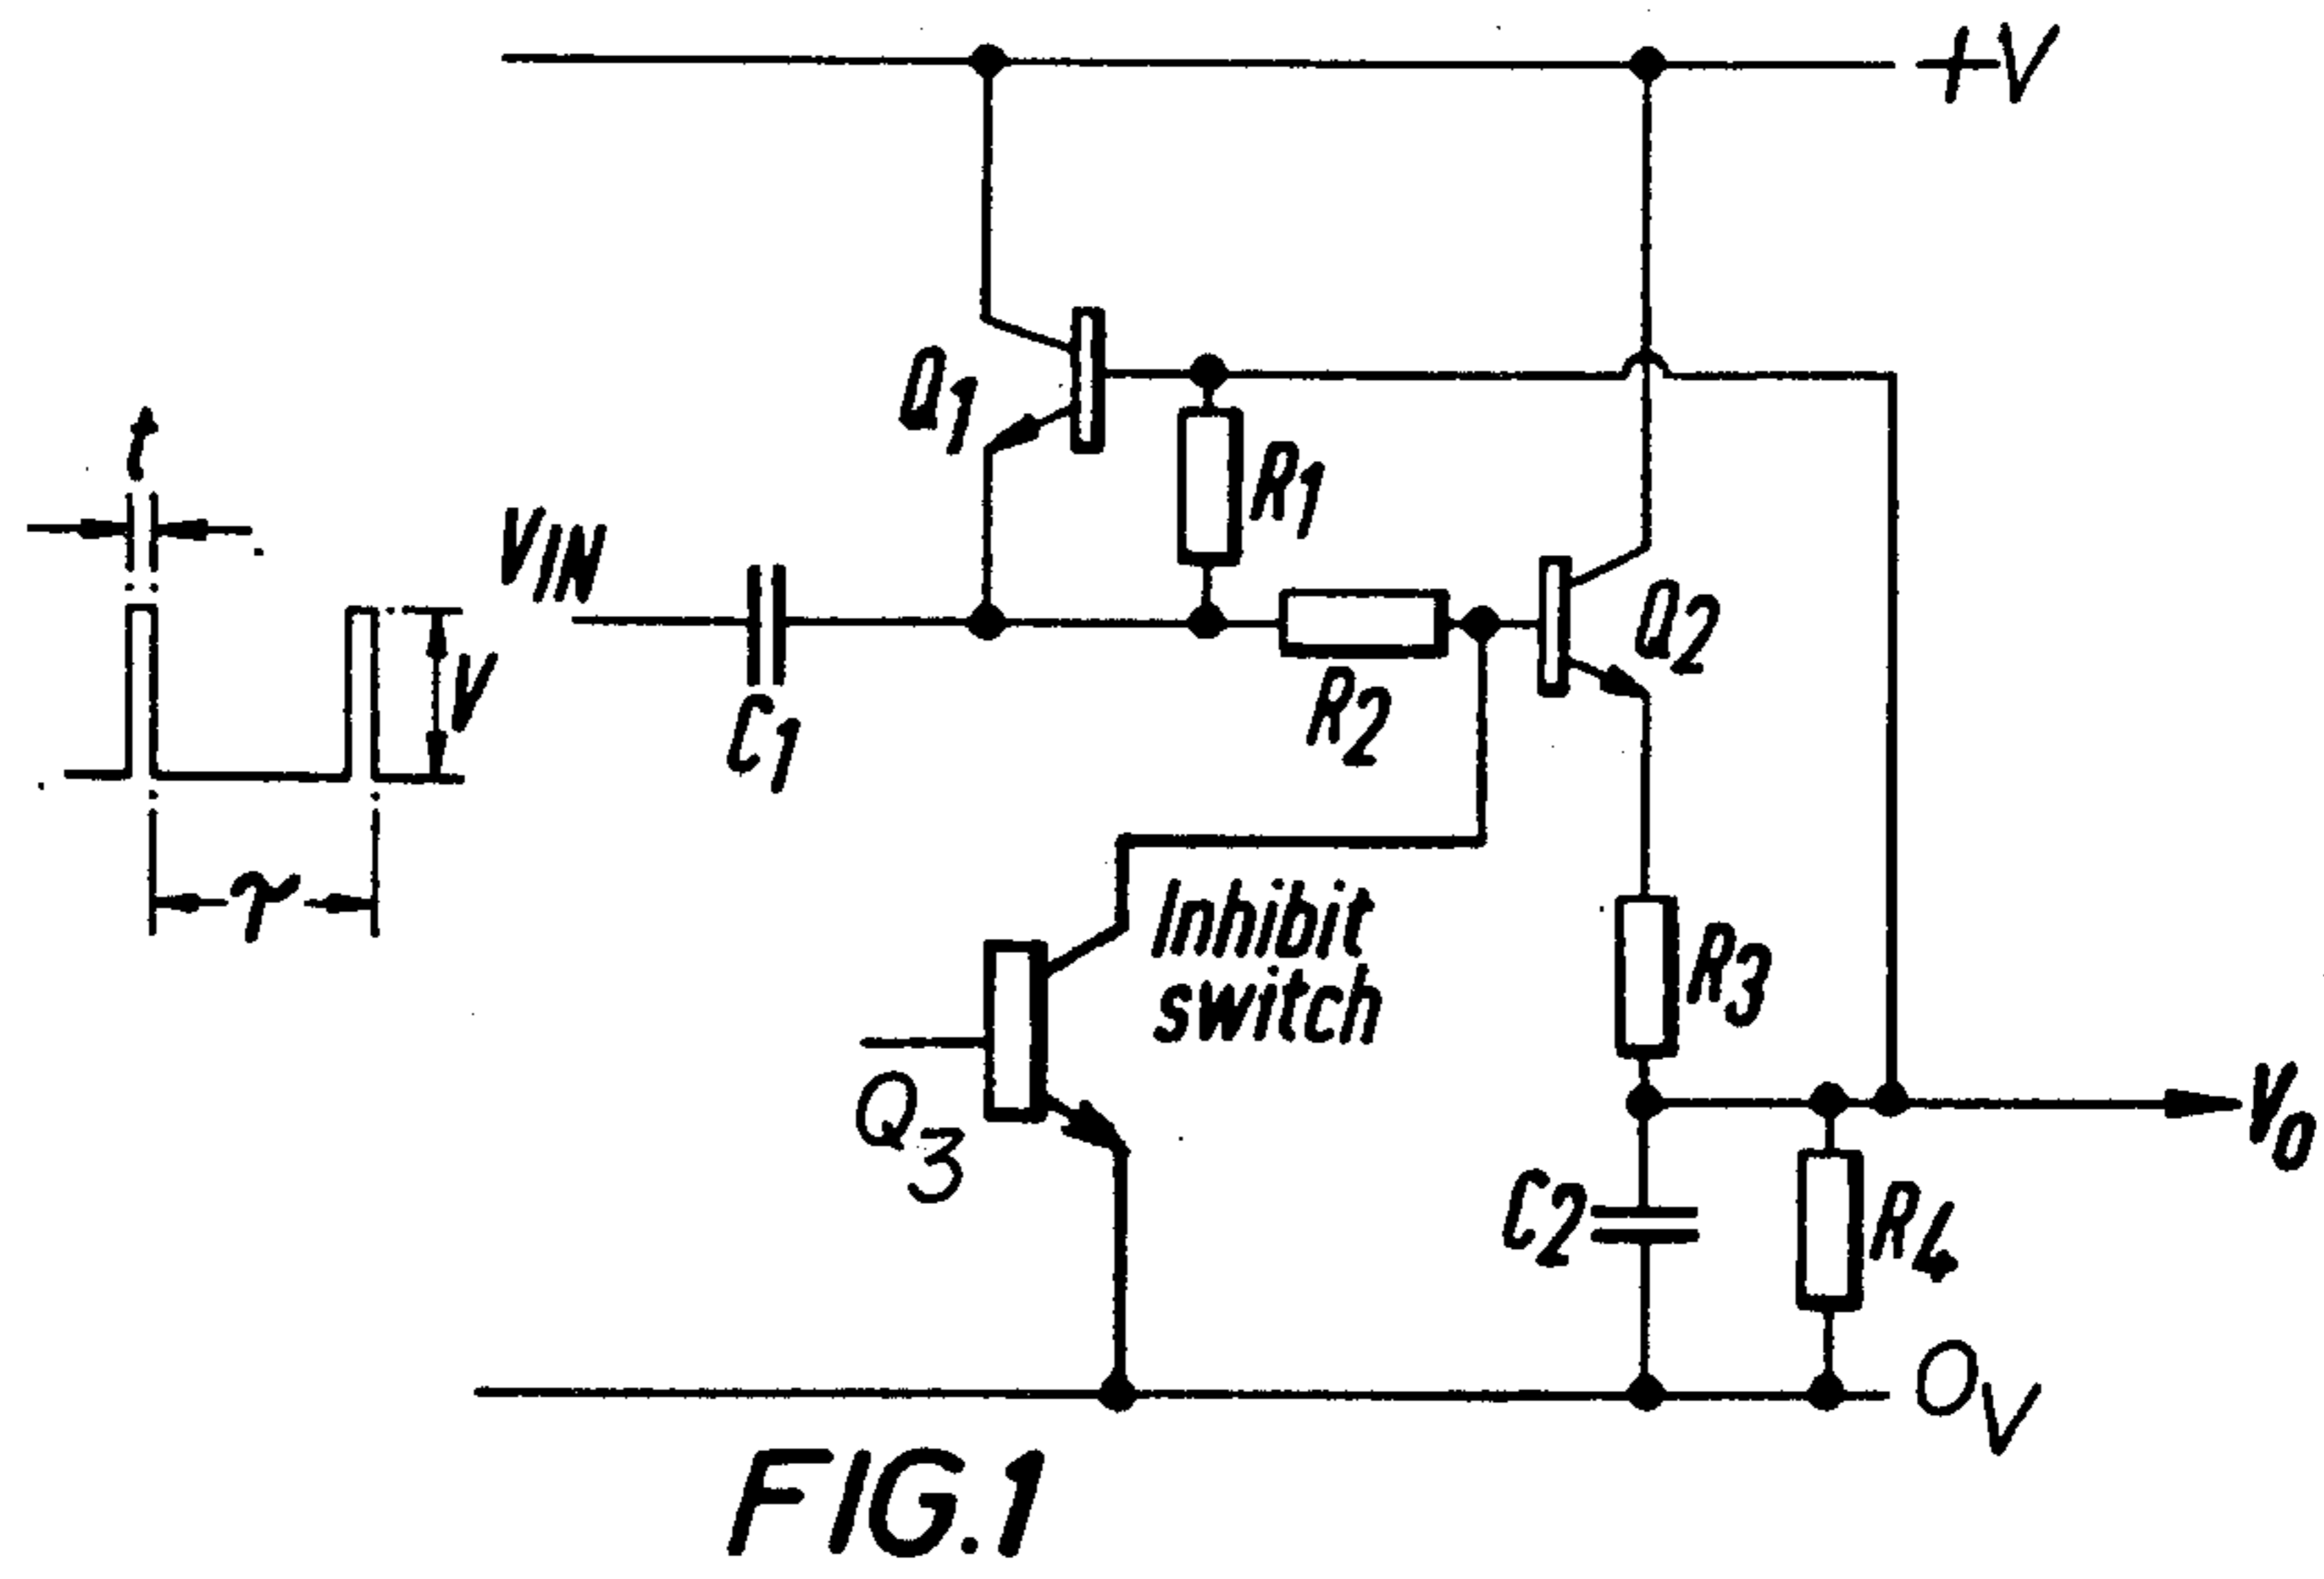 +V
Q1
R1
t
VIN
V
C1
R2
Q2
τ
Inhibit
switch
R3
Q3
V0
C2
R4
0V
FIG.1